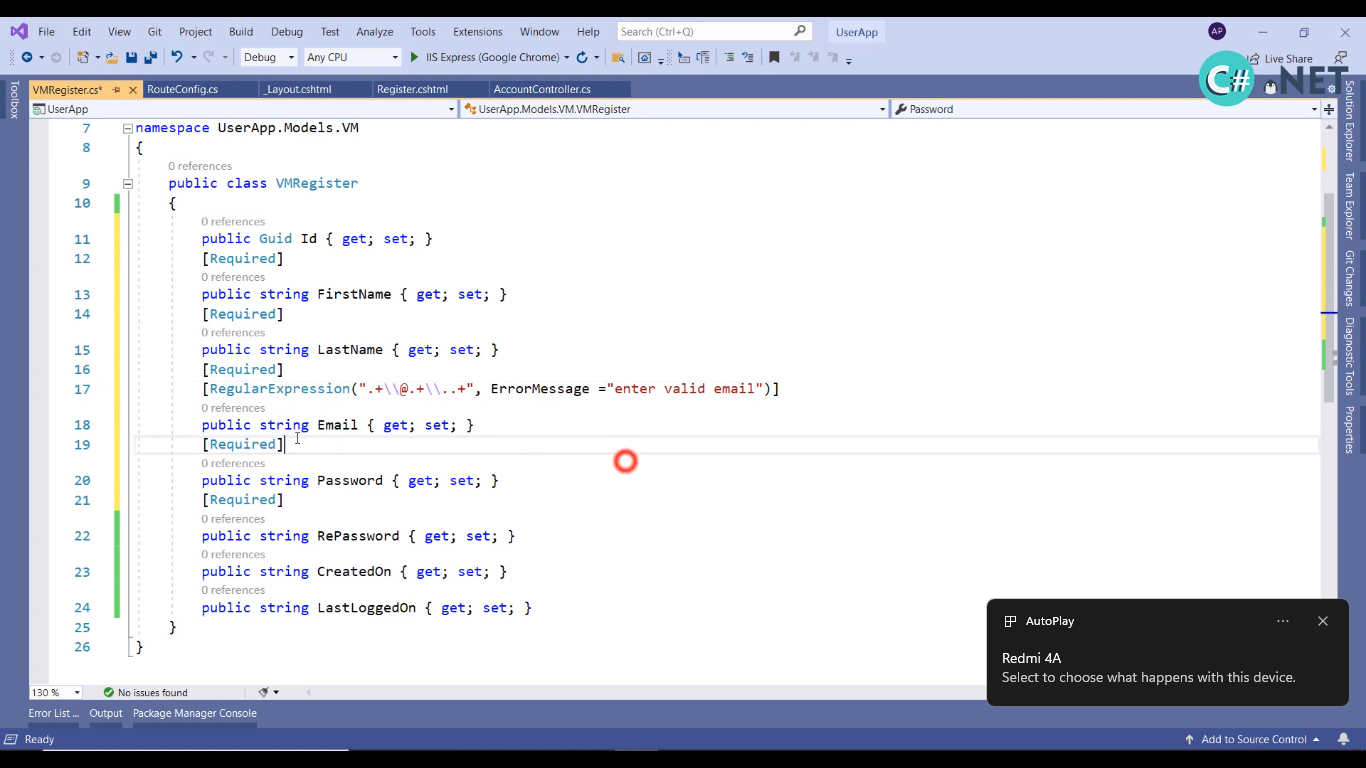 File Edit View Git Project Build Debug Test Analyze Tools Extensions Window Help Search (Ctrl+Q) UserApp AP
Debug Any CPU IIS Express (Google Chrome) Live Share
C# .NET
VMRegister.cs* RouteConfig.cs _Layout.cshtml Register.cshtml AccountController.cs
UserApp UserApp.Models.VM.VMRegister Password
Toolbox
Solution Explorer
Team Explorer
Git Changes
Diagnostic Tools
Properties
7 namespace UserApp.Models.VM
8 {
0 references
9 public class VMRegister
10 {
0 references
11 public Guid Id { get; set; }
12 [Required]
0 references
13 public string FirstName { get; set; }
14 [Required]
0 references
15 public string LastName { get; set; }
16 [Required]
17 [RegularExpression(".+\\@.+\\..+", ErrorMessage ="enter valid email")]
0 references
18 public string Email { get; set; }
19 [Required]
0 references
20 public string Password { get; set; }
21 [Required]
0 references
22 public string RePassword { get; set; }
0 references
23 public string CreatedOn { get; set; }
0 references
24 public string LastLoggedOn { get; set; }
25 }
26 }
AutoPlay
Redmi 4A
Select to choose what happens with this device.
130 % No issues found
Error List ... Output Package Manager Console
Ready Add to Source Control